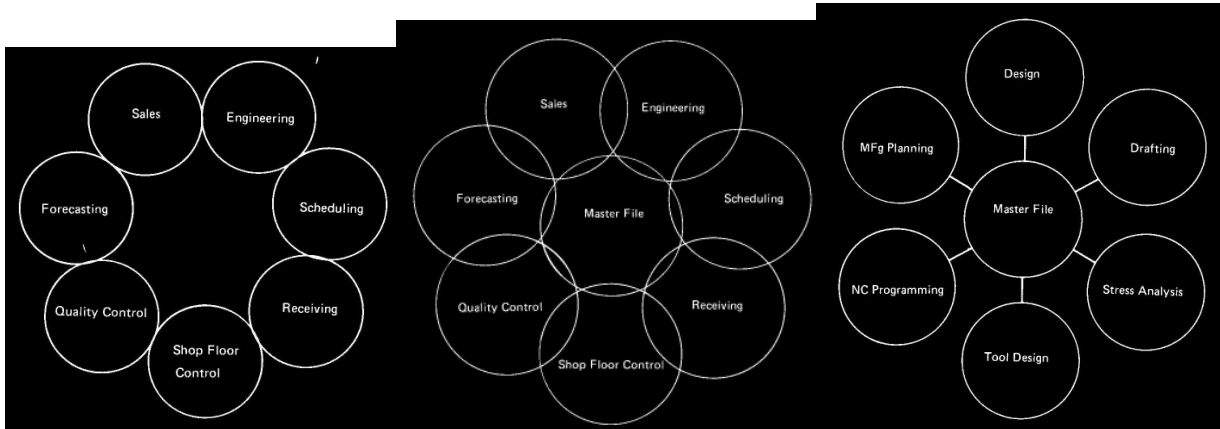 Sales
Engineering
Forecasting
Scheduling
Quality Control
Receiving
Shop Floor
Control
Sales
Engineering
Forecasting
Master File
Scheduling
Quality Control
Receiving
Shop Floor Control
Design
MFg Planning
Drafting
Master File
NC Programming
Stress Analysis
Tool Design